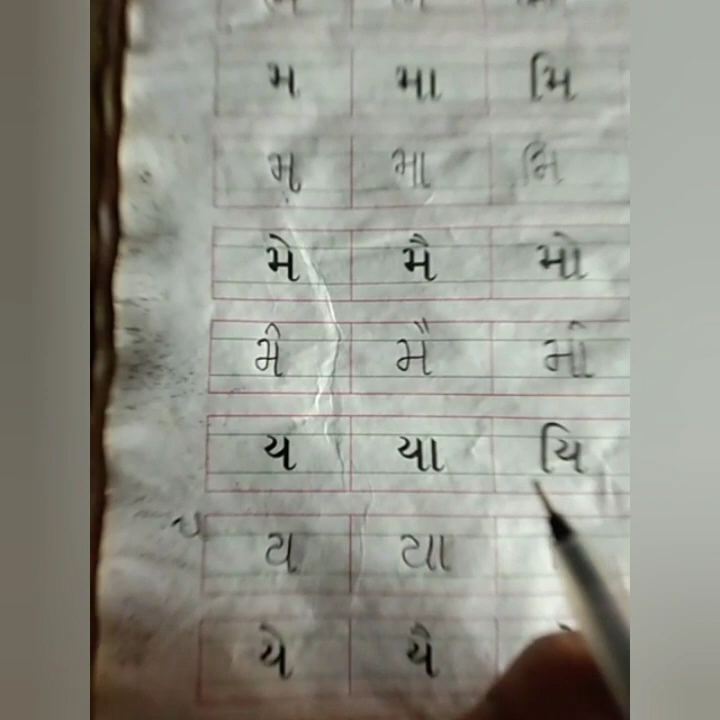 મ મા મિ
મ મા મિ
મે મૈ મો
મે મૈ મો
ય યા યિ
ય યા
યે યૈ